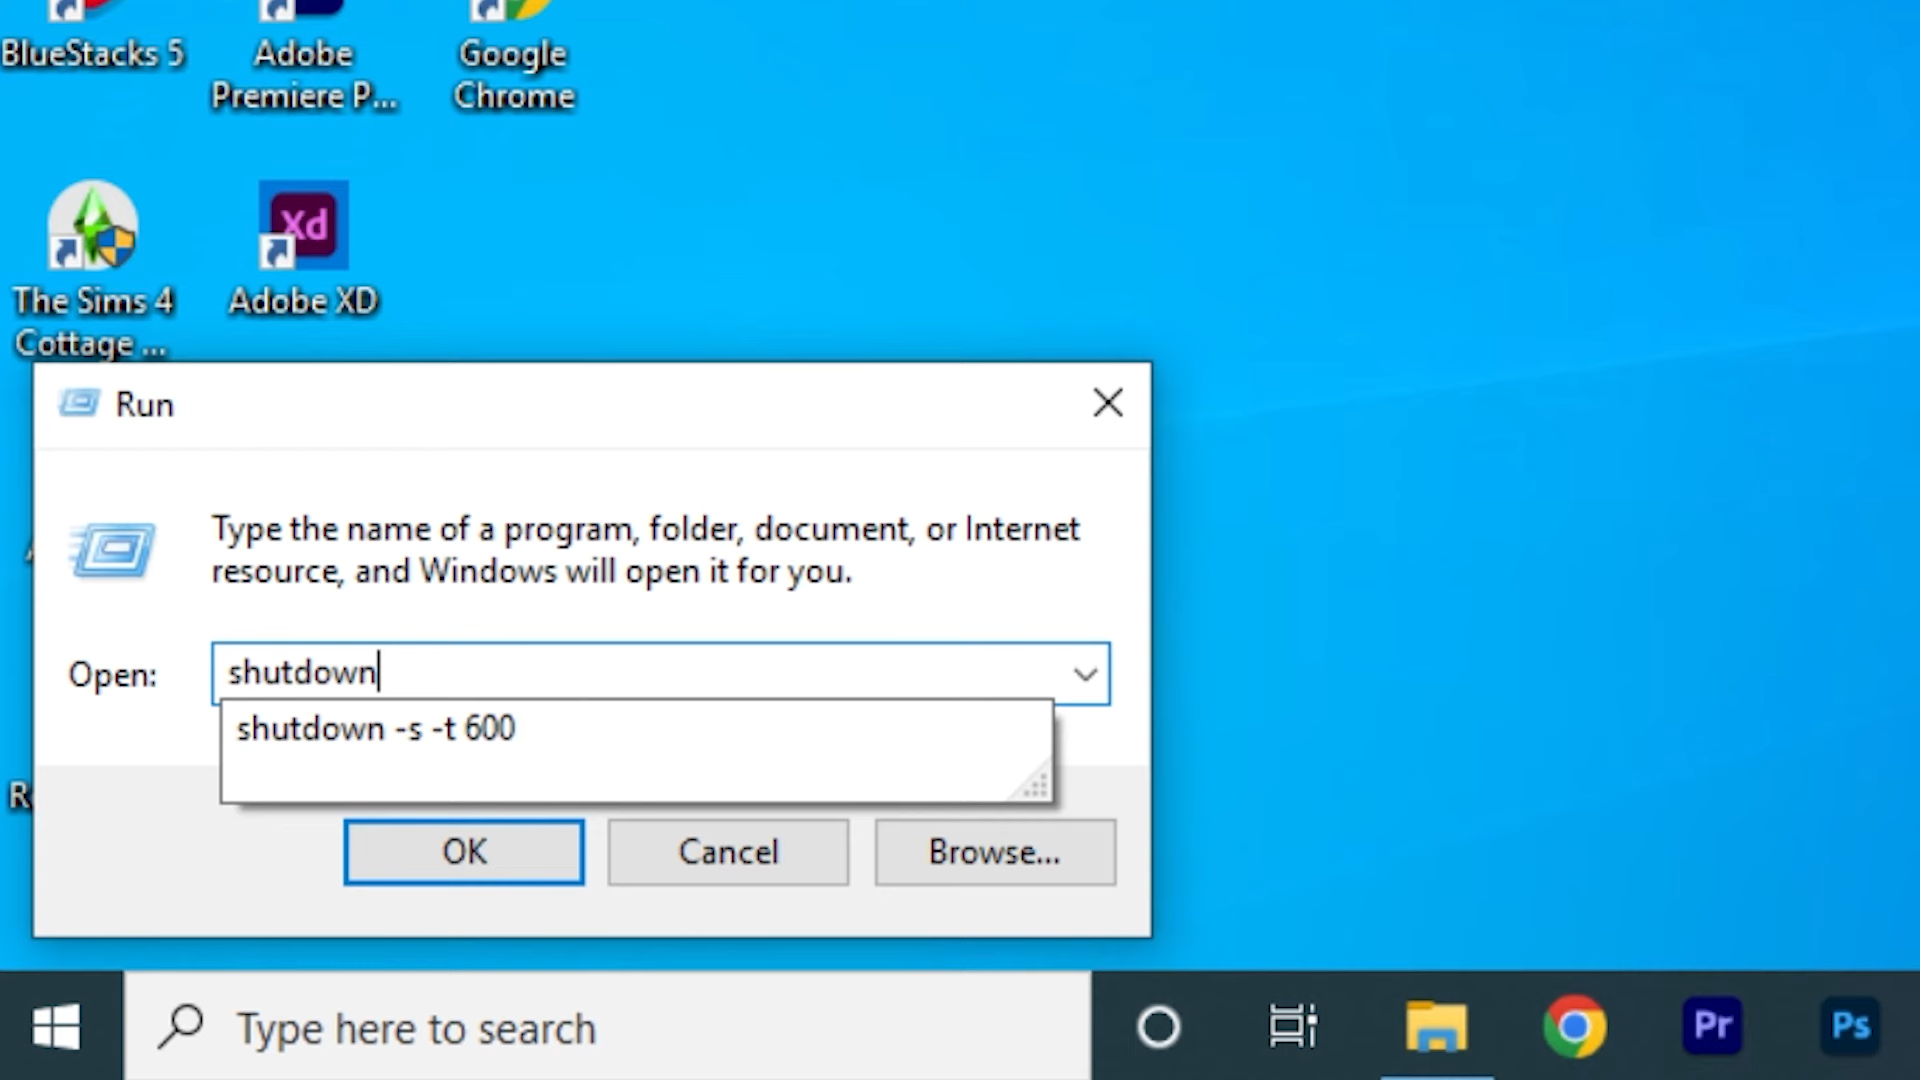 BlueStacks 5
Adobe
Premiere P...
Google
Chrome
Xd
The Sims 4
Cottage ...
Adobe XD
Run
Type the name of a program, folder, document, or Internet
resource, and Windows will open it for you.
Open:
shutdown
shutdown -s -t 600
OK
Cancel
Browse...
Type here to search
Pr
Ps